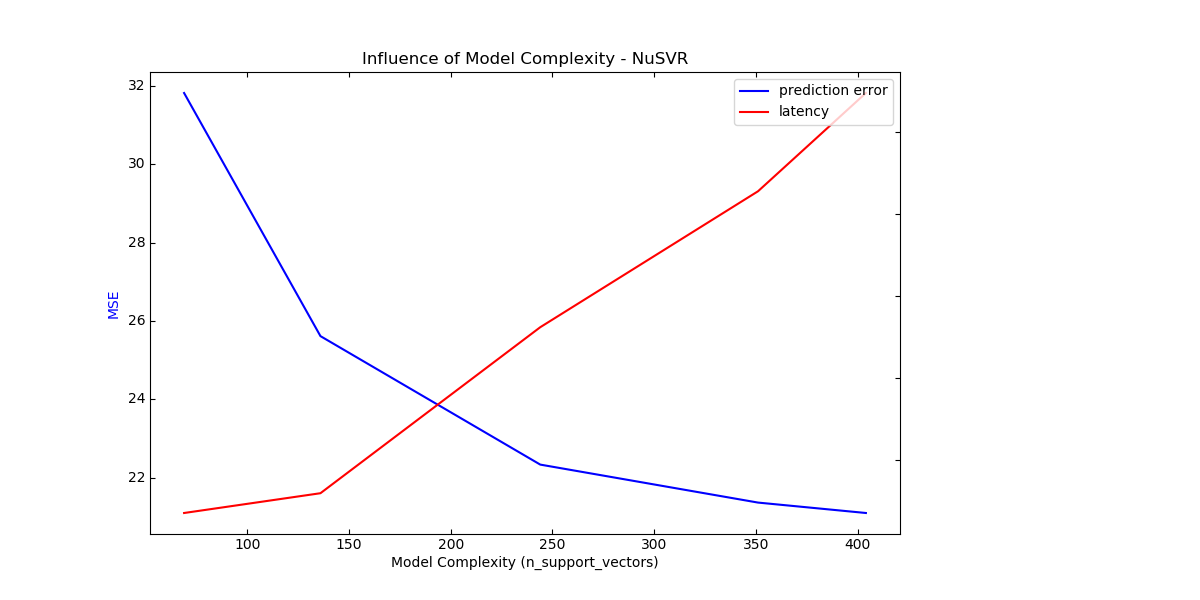 Influence of Model Complexity - NuSVR
prediction error
latency
32
30
28
26
24
22
MSE
100 150 200 250 300 350 400
Model Complexity (n_support_vectors)